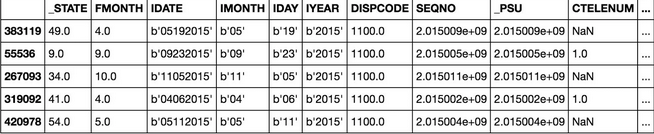 _STATE FMONTH IDATE IMONTH IDAY IYEAR DISPCODE SEQNO _PSU CTELENUM ...
383119 49.0 4.0 b'05192015' b'05' b'19' b'2015' 1100.0 2.015009e+09 2.015009e+09 NaN ...
55536 9.0 9.0 b'09232015' b'09' b'23' b'2015' 1100.0 2.015005e+09 2.015005e+09 1.0 ...
267093 34.0 10.0 b'11052015' b'11' b'05' b'2015' 1100.0 2.015011e+09 2.015011e+09 NaN ...
319092 41.0 4.0 b'04062015' b'04' b'06' b'2015' 1100.0 2.015002e+09 2.015002e+09 1.0 ...
420978 54.0 5.0 b'05112015' b'05' b'11' b'2015' 1100.0 2.015004e+09 2.015004e+09 NaN ...